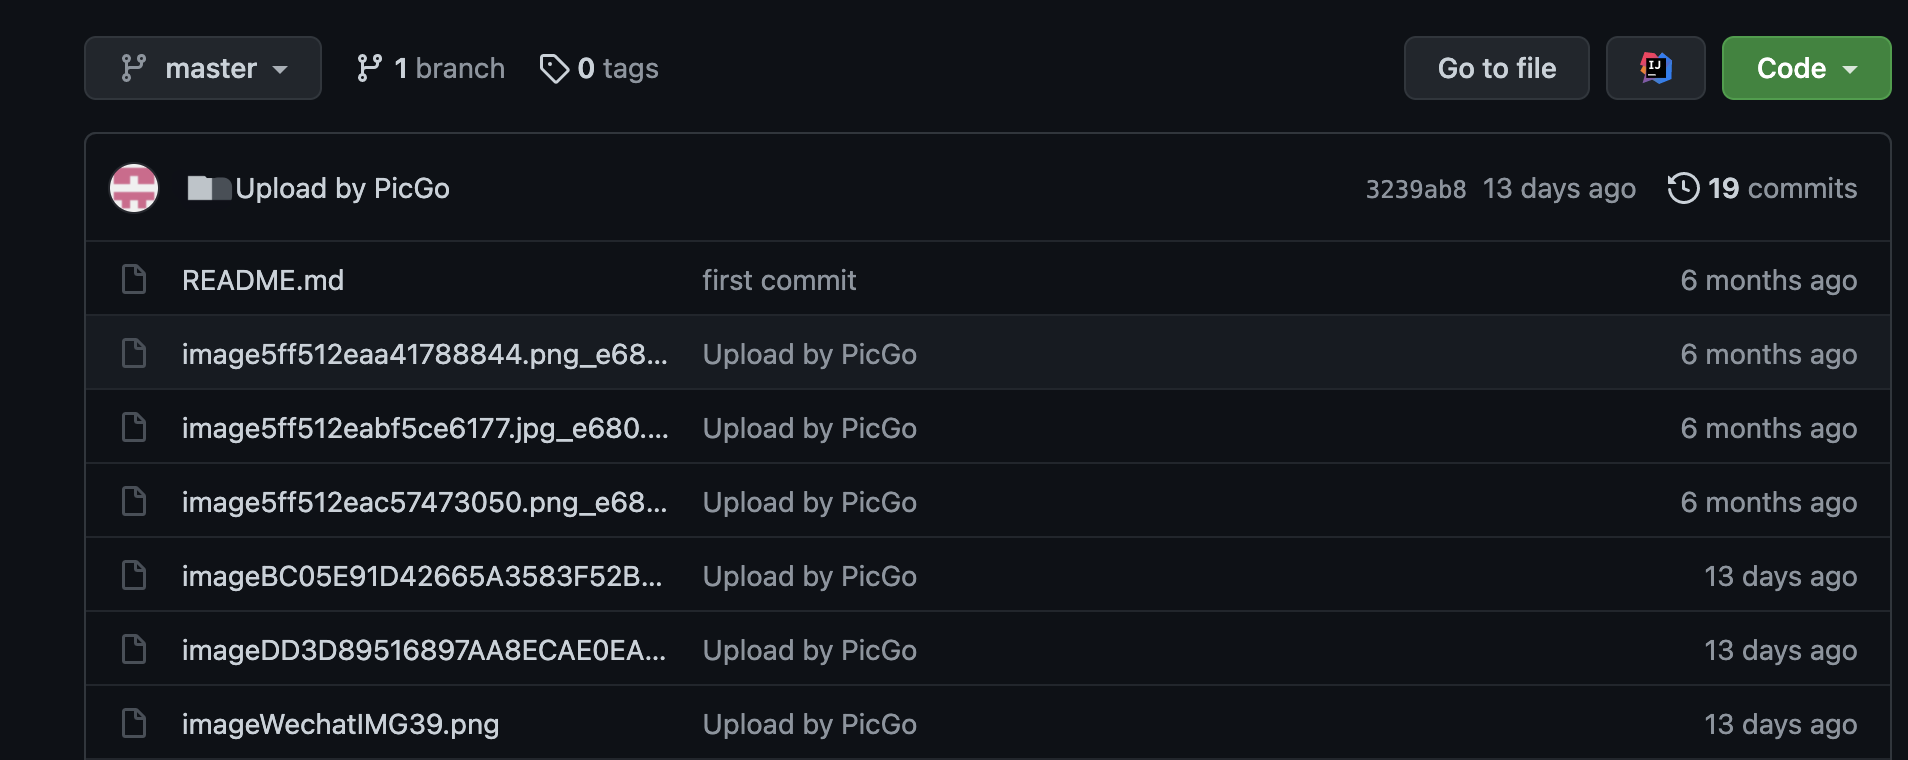 master 1 branch 0 tags Go to file IJ Code
Upload by PicGo 3239ab8 13 days ago 19 commits
README.md first commit 6 months ago
image5ff512eaa41788844.png_e68... Upload by PicGo 6 months ago
image5ff512eabf5ce6177.jpg_e680.... Upload by PicGo 6 months ago
image5ff512eac57473050.png_e68... Upload by PicGo 6 months ago
imageBC05E91D42665A3583F52B... Upload by PicGo 13 days ago
imageDD3D89516897AA8ECAE0EA... Upload by PicGo 13 days ago
imageWechatIMG39.png Upload by PicGo 13 days ago